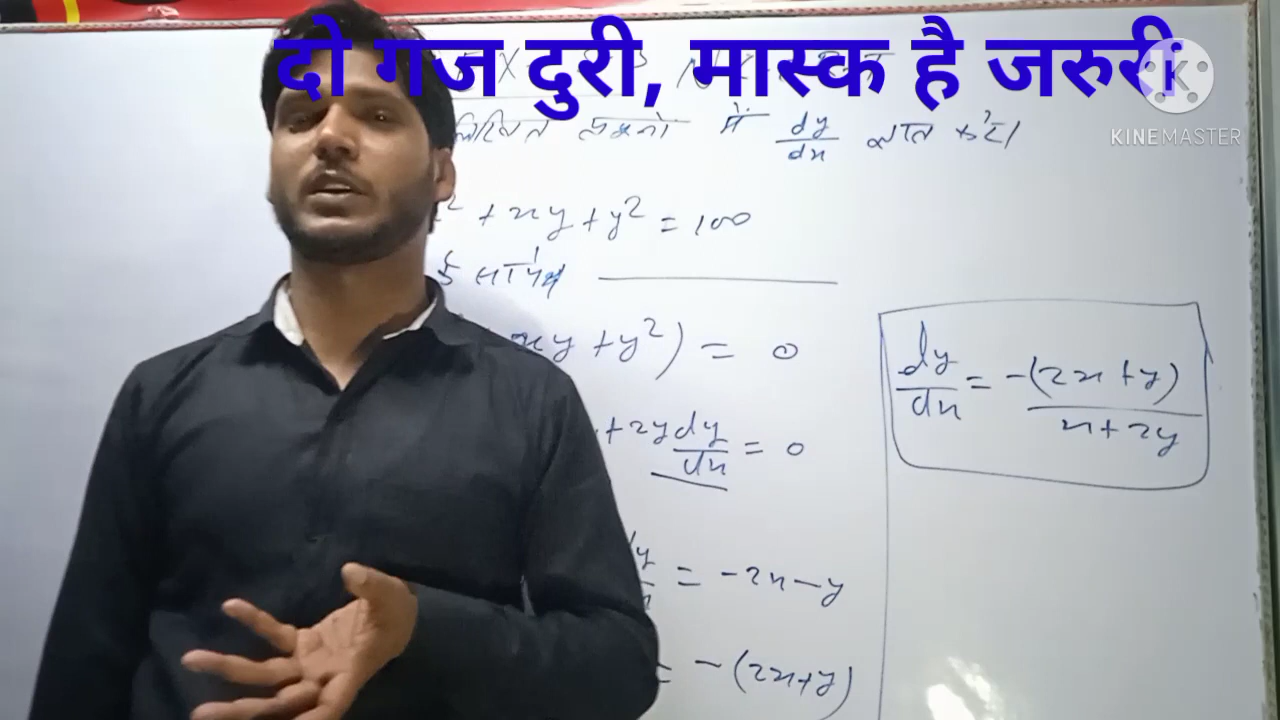 दो गज दुरी, मास्क है जरुरी
K
KINEMASTER
में dy/dx ज्ञात करें।
² + xy + y² = 100
के सापेक्ष
xy + y²) = 0
+ 2y dy/dx = 0
= -2x - y
= -(2x+y)
dy/dx = -(2x+y)/x+2y